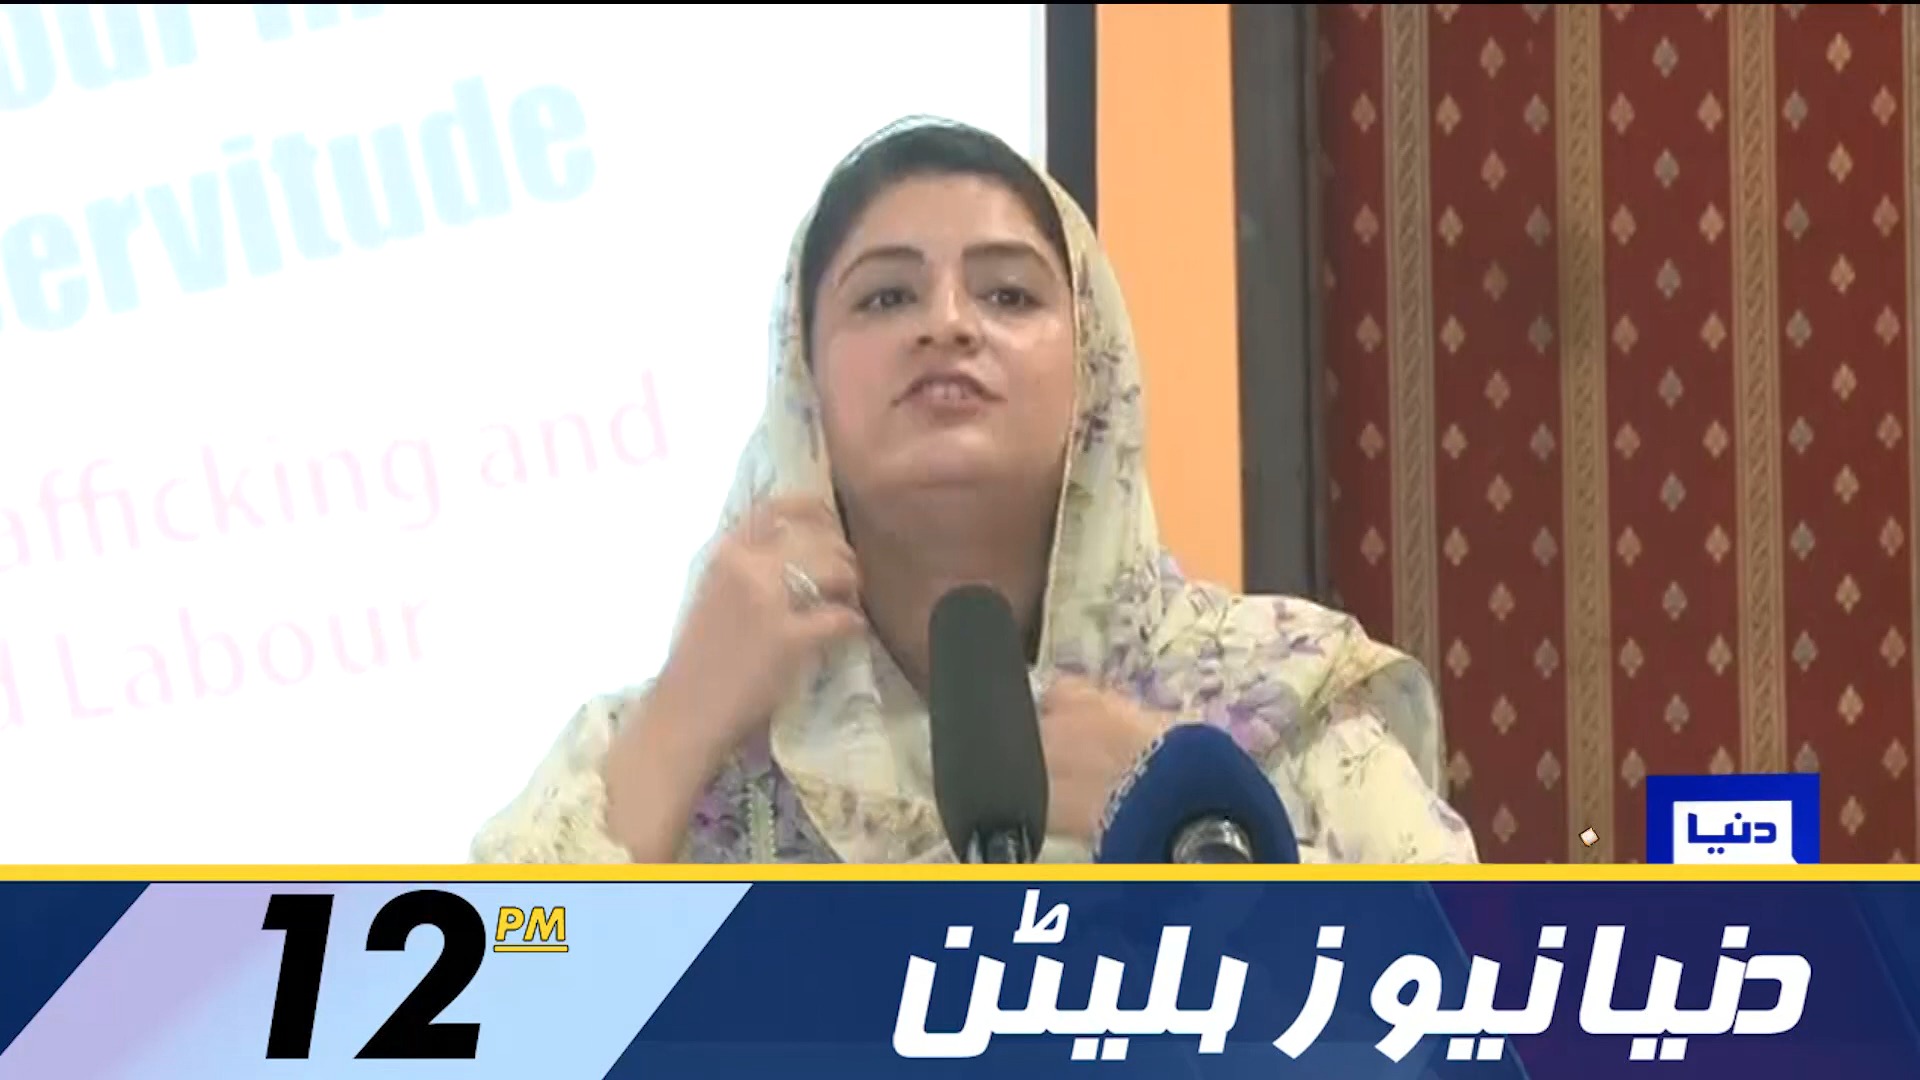 ervitude
afficking and
d Labour
دنیا
12 PM
دنیا نیوز بلیٹن